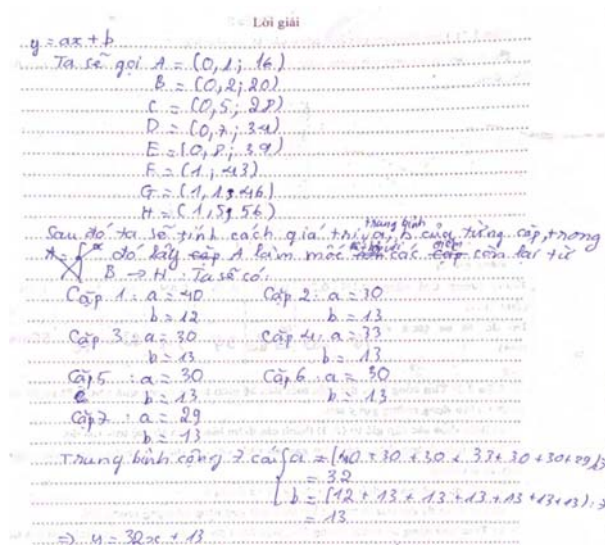 Lời giải
y = ax + b
Ta sẽ gọi A = (0,1; 16)
B = (0,2; 20)
C = (0,5; 28)
D = (0,7; 34)
E = (0,8; 39)
F = (1; 43)
G = (1,1; 46)
H = (1,5; 56)
Sau đó ta sẽ tính cách giá trị trung bình a, b của từng cặp, trong
đó lấy A làm mốc các điểm còn lại từ
B → H. Ta sẽ có:
Cặp 1: a = 40 Cặp 2: a = 30
b = 12 b = 13
Cặp 3: a = 30 Cặp 4: a = 33
b = 13 b = 13
Cặp 5: a = 30 Cặp 6: a = 30
b = 13 b = 13
Cặp 7: a = 29
b = 13
Trung bình cộng 7 cái { a = (40 + 30 + 30 + 33 + 30 + 30 + 29):7
= 32
b = (12 + 13 + 13 + 13 + 13 + 13 + 13):7
= 13
=> y = 32x + 13